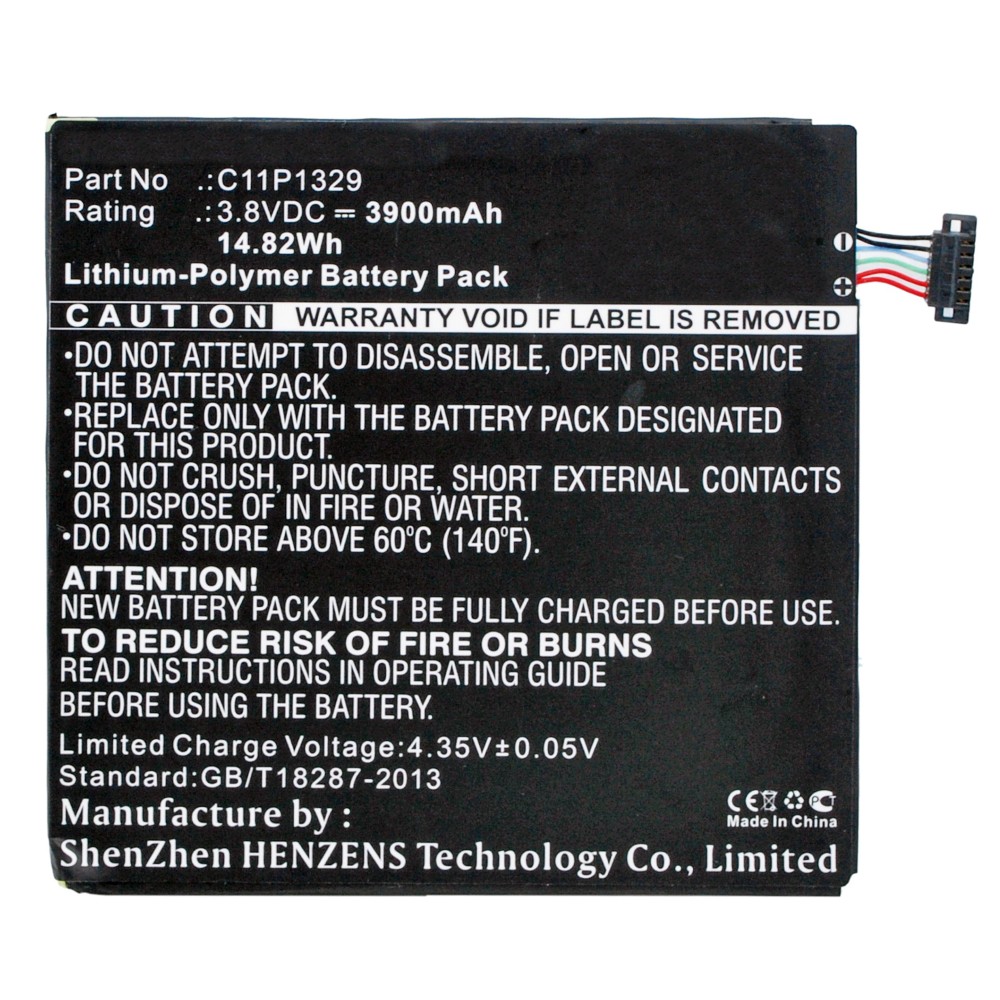 Part No .: C11P1329
Rating .: 3.8VDC ⎓ 3900mAh
14.82Wh
Lithium-Polymer Battery Pack
CAUTION WARRANTY VOID IF LABEL IS REMOVED
•DO NOT ATTEMPT TO DISASSEMBLE, OPEN OR SERVICE
THE BATTERY PACK.
•REPLACE ONLY WITH THE BATTERY PACK DESIGNATED
FOR THIS PRODUCT.
•DO NOT CRUSH, PUNCTURE, SHORT EXTERNAL CONTACTS
OR DISPOSE OF IN FIRE OR WATER.
•DO NOT STORE ABOVE 60°C (140°F).
ATTENTION!
NEW BATTERY PACK MUST BE FULLY CHARGED BEFORE USE.
TO REDUCE RISK OF FIRE OR BURNS
READ INSTRUCTIONS IN OPERATING GUIDE
BEFORE USING THE BATTERY.
Limited Charge Voltage:4.35V±0.05V
Standard:GB/T18287-2013
CE
Made In China
Manufacture by :
ShenZhen HENZENS Technology Co., Limited